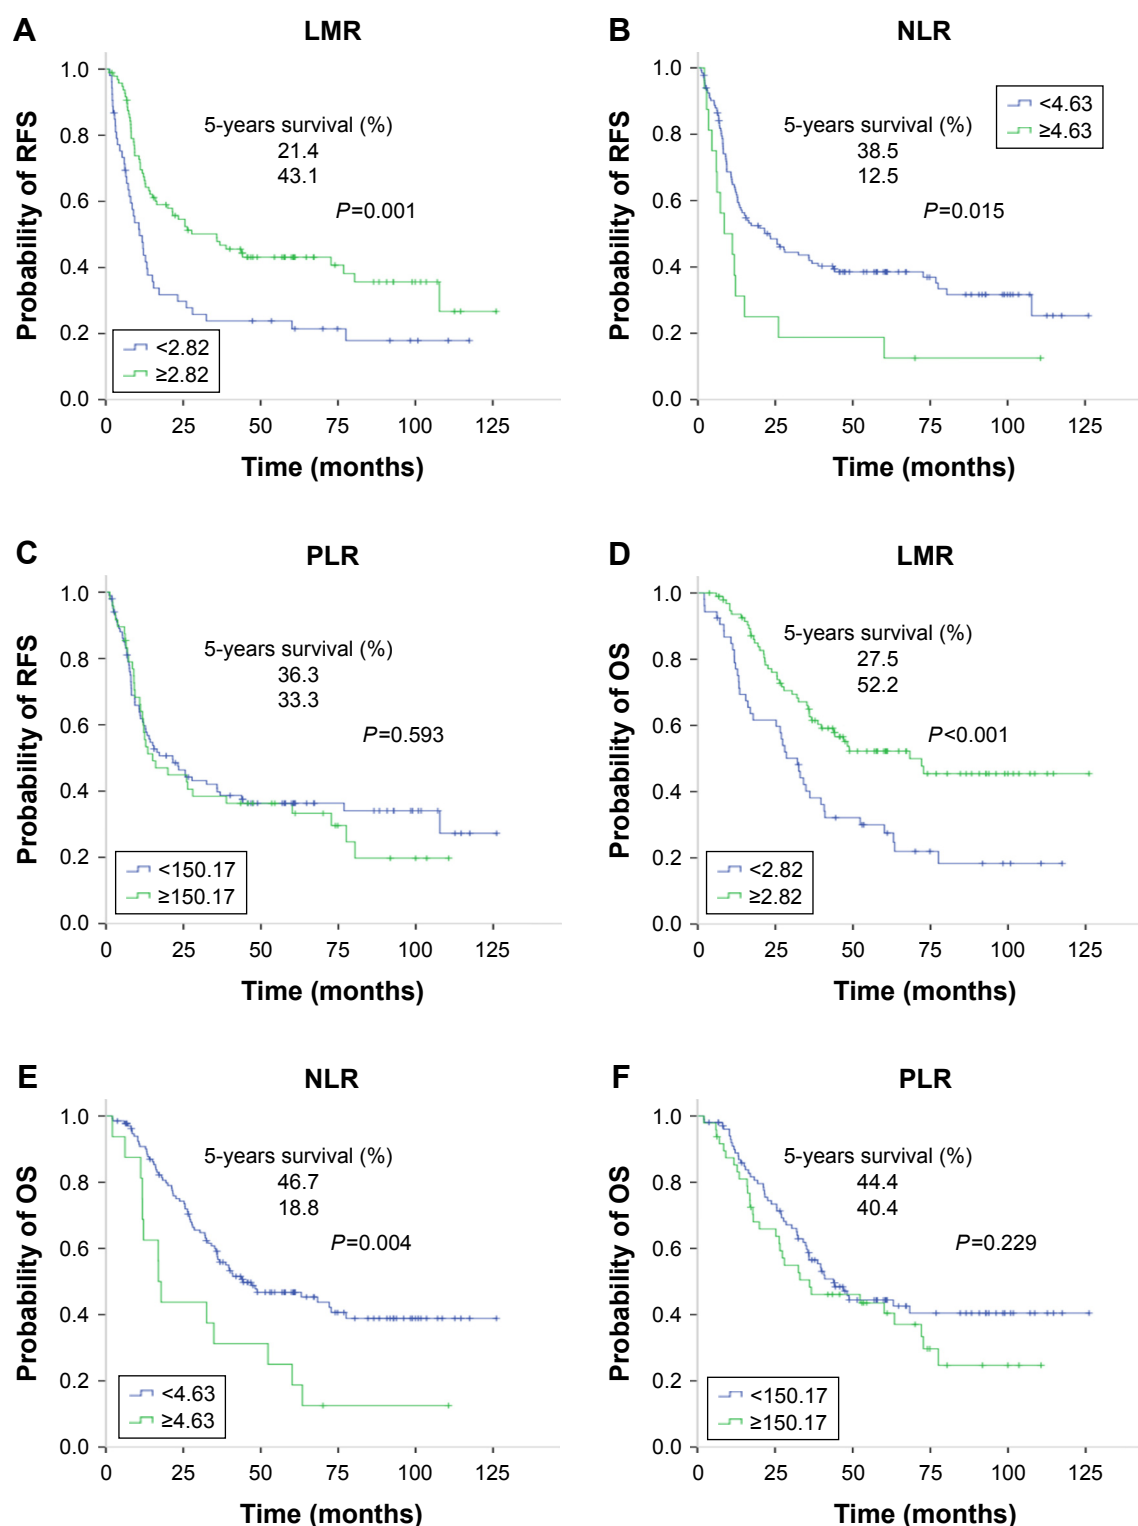 A
LMR
Probability of RFS
1.0
0.8
0.6
0.4
0.2
0.0
5-years survival (%)
21.4
43.1
P=0.001
<2.82
≥2.82
0 25 50 75 100 125
Time (months)
B
NLR
Probability of RFS
1.0
0.8
0.6
0.4
0.2
0.0
<4.63
≥4.63
5-years survival (%)
38.5
12.5
P=0.015
0 25 50 75 100 125
Time (months)
C
PLR
Probability of RFS
1.0
0.8
0.6
0.4
0.2
0.0
5-years survival (%)
36.3
33.3
P=0.593
<150.17
≥150.17
0 25 50 75 100 125
Time (months)
D
LMR
Probability of OS
1.0
0.8
0.6
0.4
0.2
0.0
5-years survival (%)
27.5
52.2
P<0.001
<2.82
≥2.82
0 25 50 75 100 125
Time (months)
E
NLR
Probability of OS
1.0
0.8
0.6
0.4
0.2
0.0
5-years survival (%)
46.7
18.8
P=0.004
<4.63
≥4.63
0 25 50 75 100 125
Time (months)
F
PLR
Probability of OS
1.0
0.8
0.6
0.4
0.2
0.0
5-years survival (%)
44.4
40.4
P=0.229
<150.17
≥150.17
0 25 50 75 100 125
Time (months)